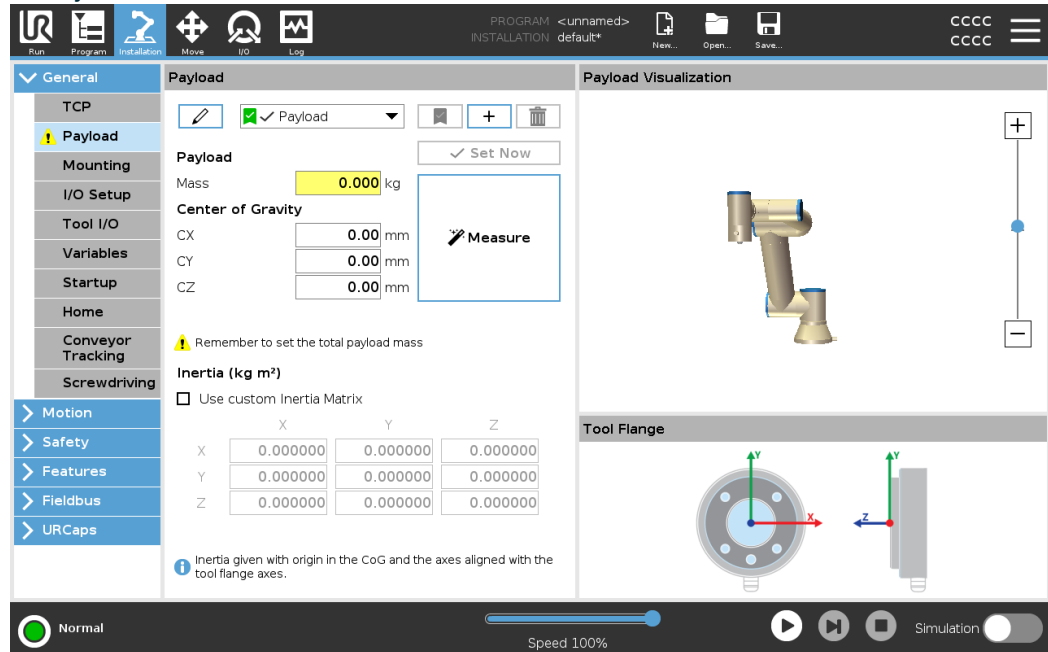 PROGRAM <unnamed>
INSTALLATION default*
cccc
cccc
Run Program Installation Move I/O Log New... Open... Save...
General
TCP
Payload
Mounting
I/O Setup
Tool I/O
Variables
Startup
Home
Conveyor
Tracking
Screwdriving
Motion
Safety
Features
Fieldbus
URCaps
Payload
Payload
+
Set Now
Payload
Mass 0.000 kg
Center of Gravity
CX 0.00 mm
CY 0.00 mm
CZ 0.00 mm
Measure
Remember to set the total payload mass
Inertia (kg m²)
Use custom Inertia Matrix
X Y Z
X 0.000000 0.000000 0.000000
Y 0.000000 0.000000 0.000000
Z 0.000000 0.000000 0.000000
Inertia given with origin in the CoG and the axes aligned with the
tool flange axes.
Payload Visualization
Tool Flange
Y
X
Y
Z
Normal
Speed 100%
Simulation